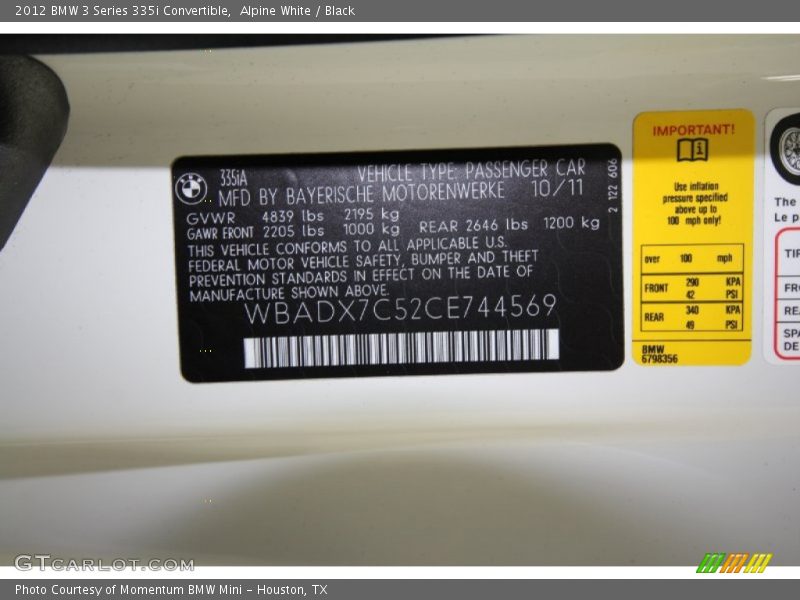 2012 BMW 3 Series 335i Convertible,  Alpine White / Black
335iA VEHICLE TYPE: PASSENGER CAR
MFD BY BAYERISCHE MOTORENWERKE 10/11
GVWR 4839 lbs 2195 kg
GAWR FRONT 2205 lbs 1000 kg REAR 2646 lbs 1200 kg
THIS VEHICLE CONFORMS TO ALL APPLICABLE U.S.
FEDERAL MOTOR VEHICLE SAFETY, BUMPER AND THEFT
PREVENTION STANDARDS IN EFFECT ON THE DATE OF
MANUFACTURE SHOWN ABOVE.
WBADX7C52CE744569
2 122 606
IMPORTANT!
Use inflation
pressure specified
above up to
100 mph only!
over 100 mph
FRONT 290 KPA
42 PSI
REAR 340 KPA
49 PSI
BMW
6798356
The
Le p
GTCARLOT.COM
Photo Courtesy of Momentum BMW Mini - Houston, TX